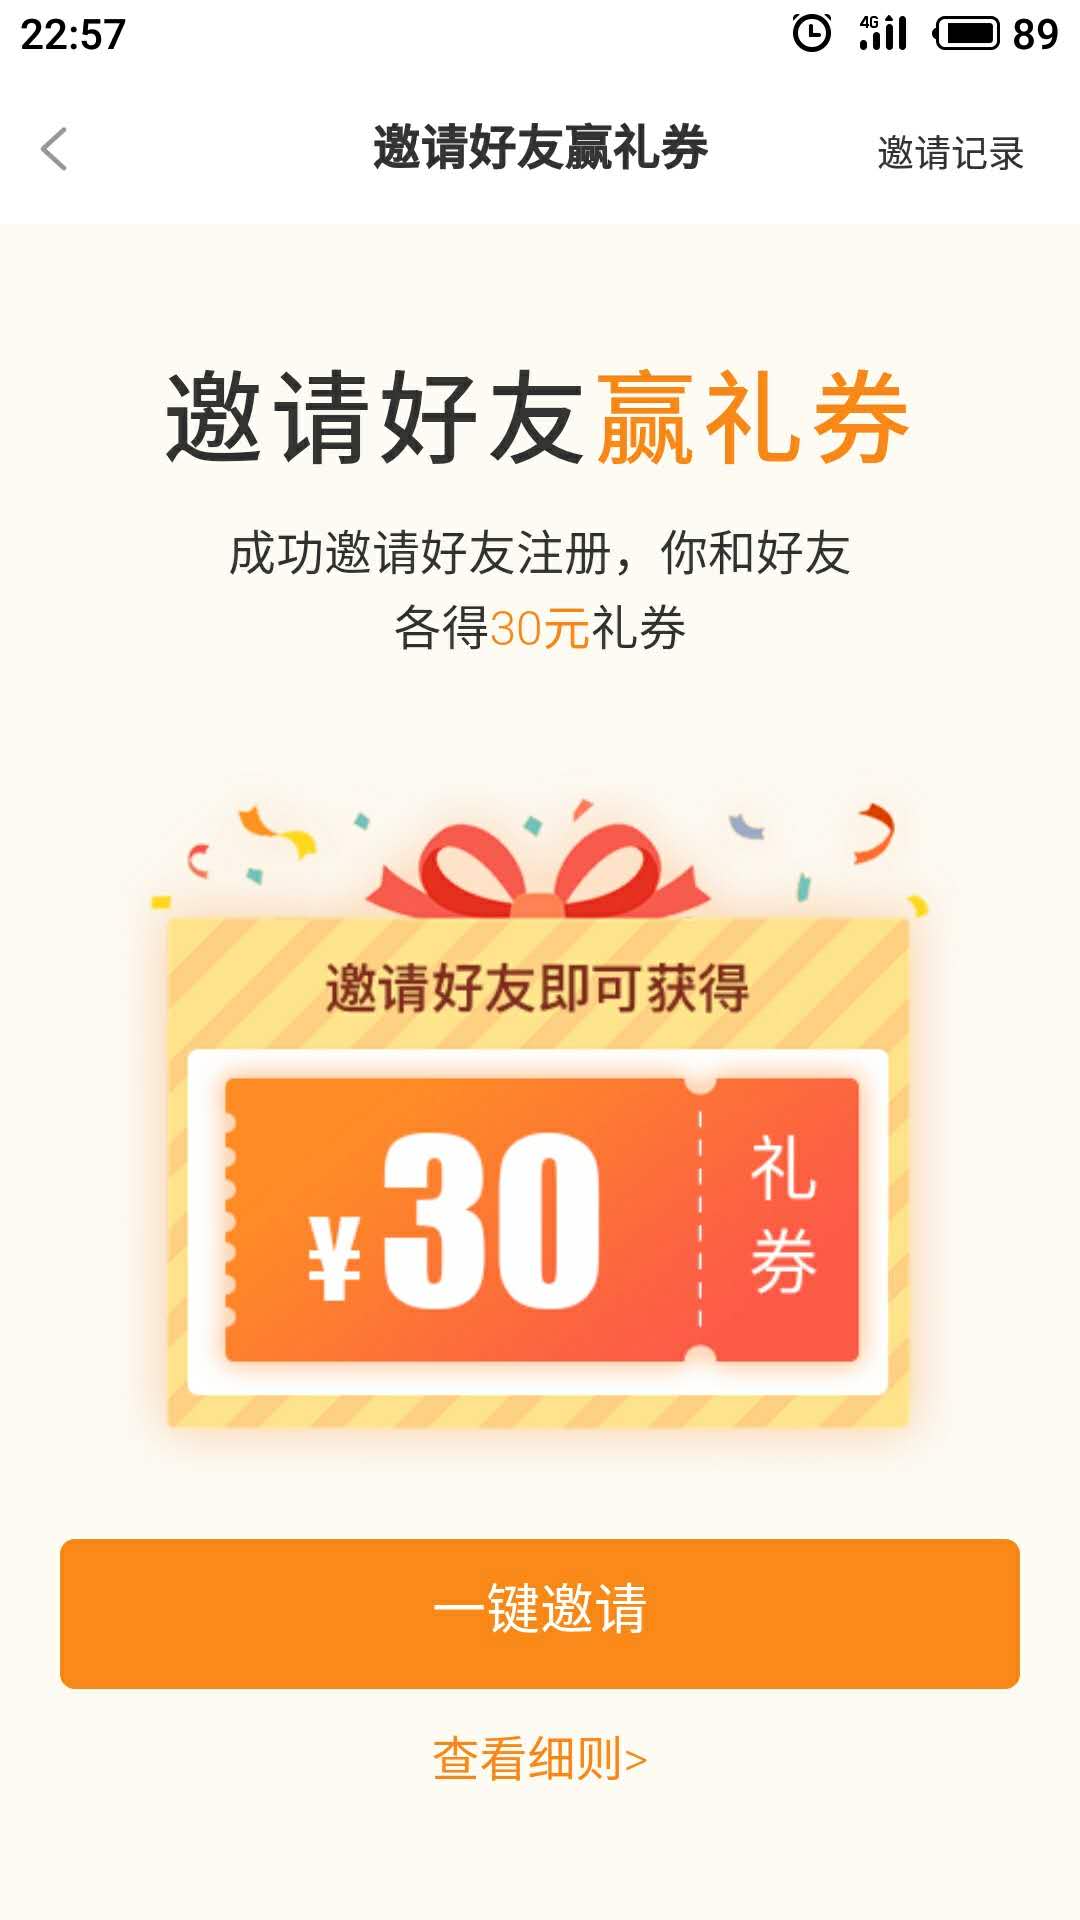 22:57
4G
89
邀请好友赢礼券
邀请记录
邀请好友赢礼券
成功邀请好友注册，你和好友
各得30元礼券
邀请好友即可获得
¥30
礼
券
一键邀请
查看细则>